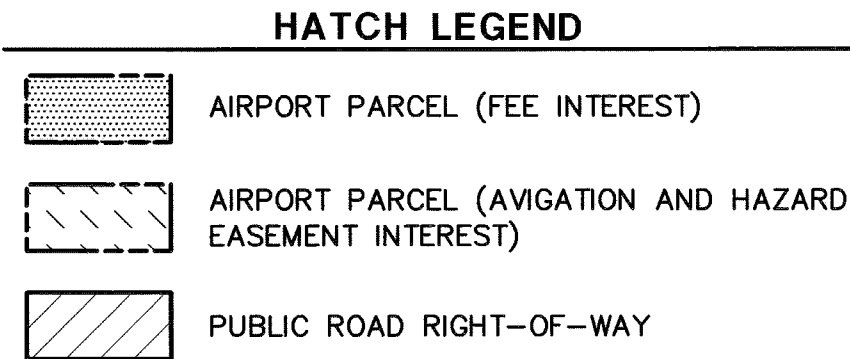 HATCH LEGEND
AIRPORT PARCEL (FEE INTEREST)
AIRPORT PARCEL (AVIGATION AND HAZARD
EASEMENT INTEREST)
PUBLIC ROAD RIGHT-OF-WAY